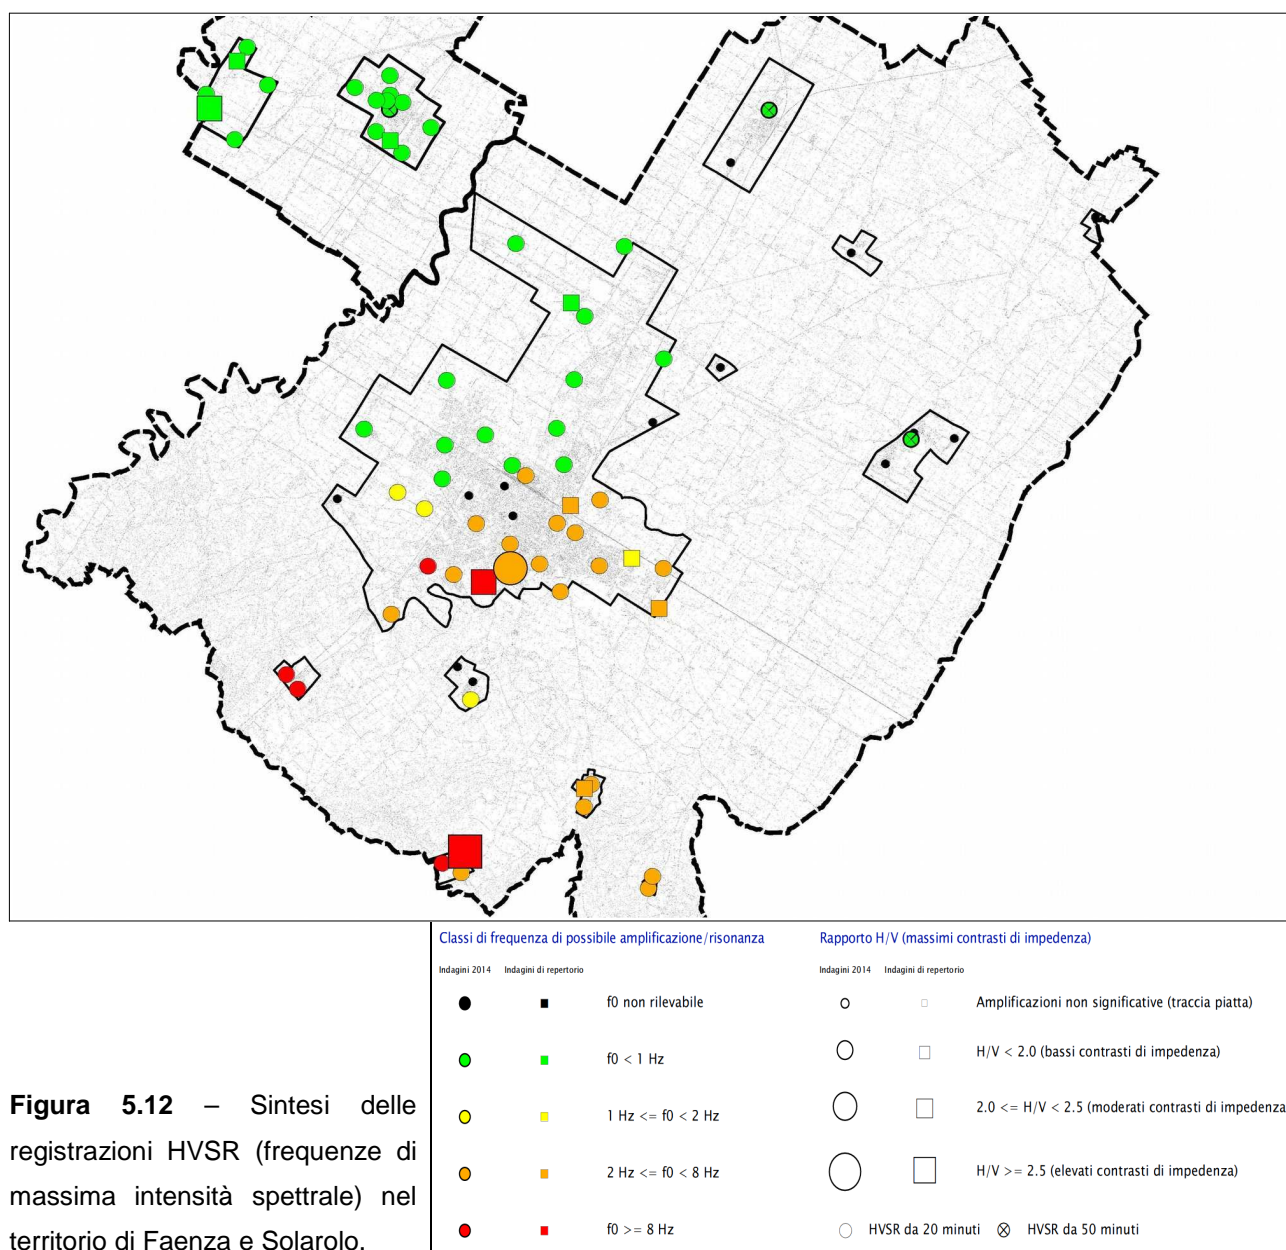 Classi di frequenza di possibile amplificazione/risonanza
Rapporto H/V (massimi contrasti di impedenza)
Indagini 2014 Indagini di repertorio
Indagini 2014 Indagini di repertorio
f0 non rilevabile
Amplificazioni non significative (traccia piatta)
f0 < 1 Hz
H/V < 2.0 (bassi contrasti di impedenza)
1 Hz <= f0 < 2 Hz
2.0 <= H/V < 2.5 (moderati contrasti di impedenza
2 Hz <= f0 < 8 Hz
H/V >= 2.5 (elevati contrasti di impedenza)
f0 >= 8 Hz
HVSR da 20 minuti
HVSR da 50 minuti
Figura 5.12 – Sintesi delle
registrazioni HVSR (frequenze di
massima intensità spettrale) nel
territorio di Faenza e Solarolo.